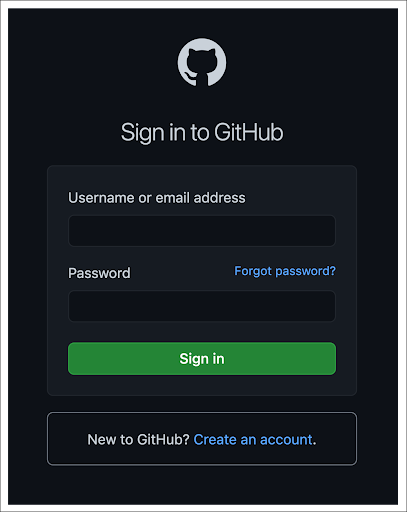 Sign in to GitHub
Username or email address
Password Forgot password?
Sign in
New to GitHub? Create an account.